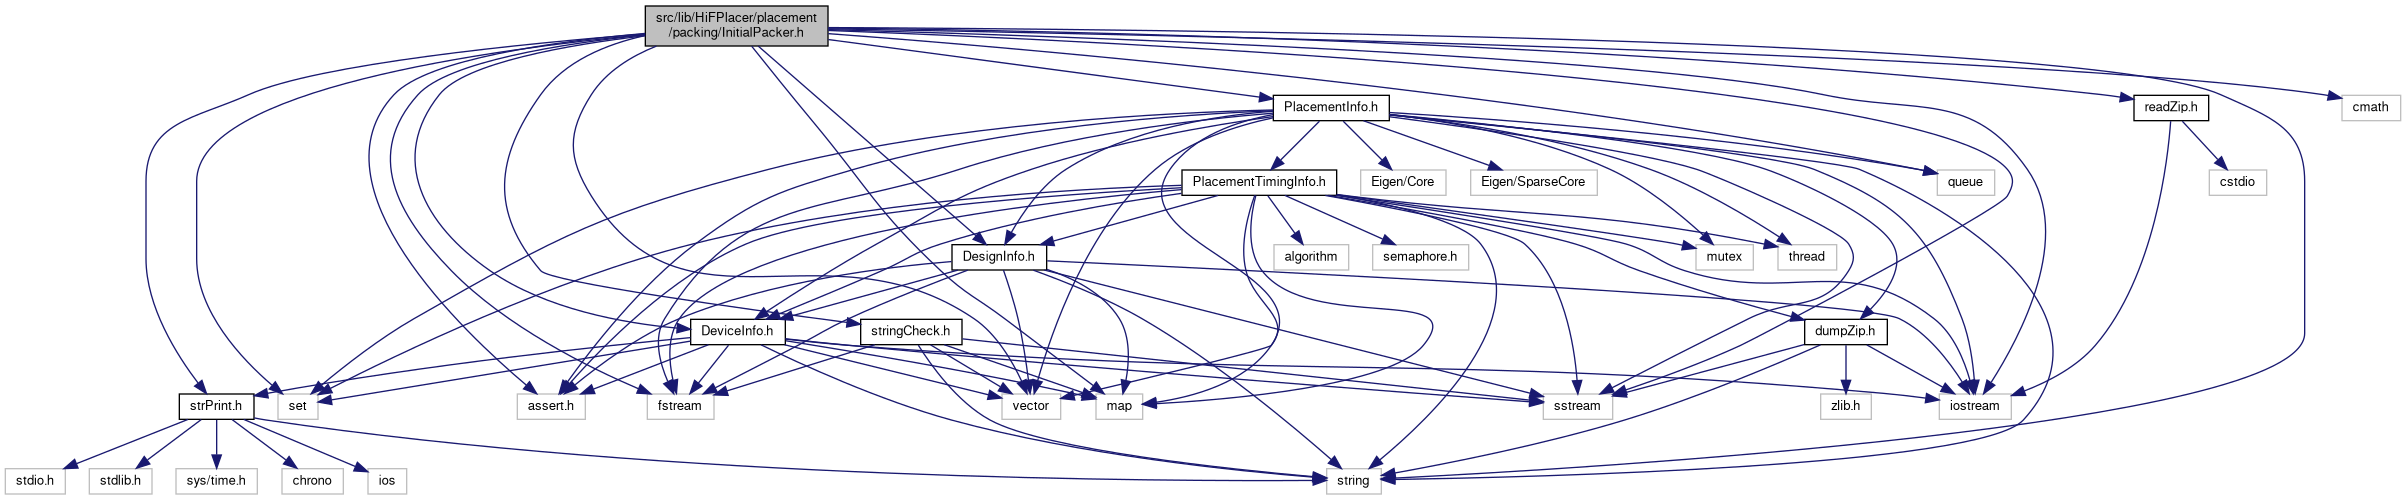 src/lib/HiFPlacer/placement
/packing/InitialPacker.h
PlacementInfo.h
readZip.h
cmath
PlacementTimingInfo.h
Eigen/Core
Eigen/SparseCore
queue
cstdio
DesignInfo.h
algorithm
semaphore.h
mutex
thread
DeviceInfo.h
stringCheck.h
dumpZip.h
strPrint.h
set
assert.h
fstream
vector
map
sstream
zlib.h
iostream
stdio.h
stdlib.h
sys/time.h
chrono
ios
string